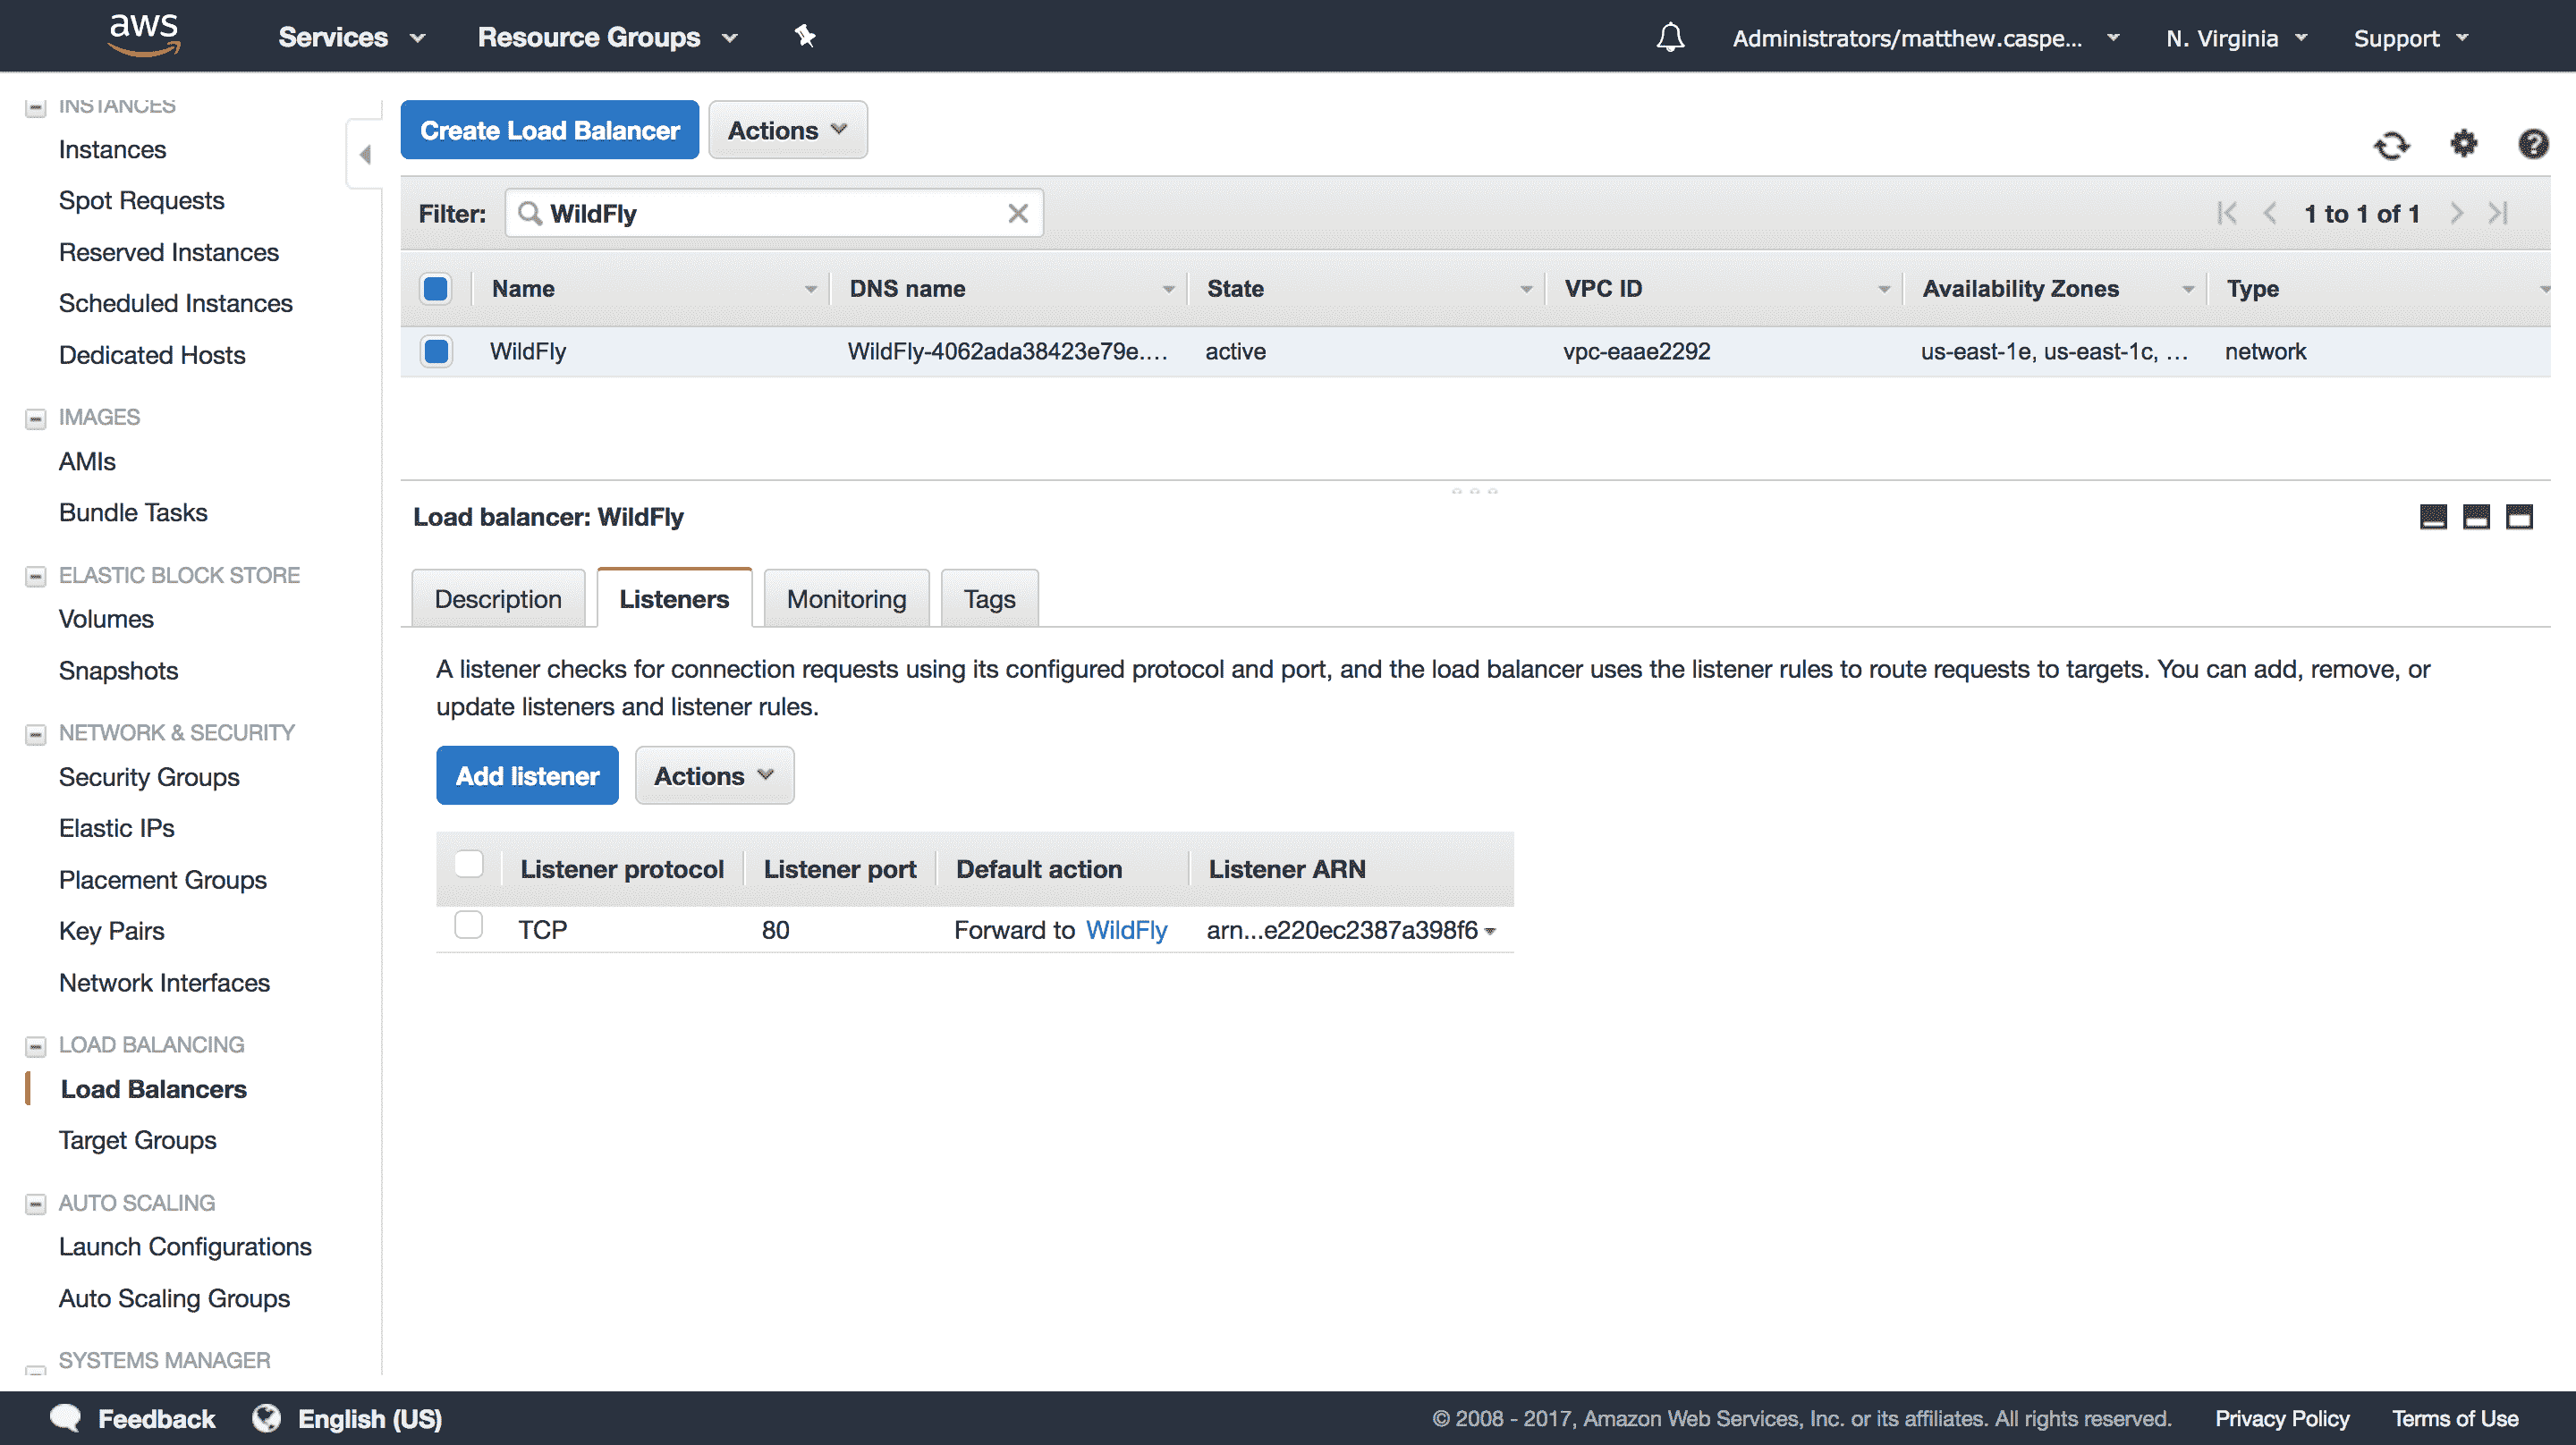 aws Services Resource Groups Administrators/matthew.caspe... N. Virginia Support
INSTANCES
Instances
Spot Requests
Reserved Instances
Scheduled Instances
Dedicated Hosts
IMAGES
AMIs
Bundle Tasks
ELASTIC BLOCK STORE
Volumes
Snapshots
NETWORK & SECURITY
Security Groups
Elastic IPs
Placement Groups
Key Pairs
Network Interfaces
LOAD BALANCING
Load Balancers
Target Groups
AUTO SCALING
Launch Configurations
Auto Scaling Groups
SYSTEMS MANAGER
Create Load Balancer Actions
Filter: WildFly 1 to 1 of 1
Name DNS name State VPC ID Availability Zones Type
WildFly WildFly-4062ada38423e79e.... active vpc-eaae2292 us-east-1e, us-east-1c, ... network
Load balancer: WildFly
Description Listeners Monitoring Tags
A listener checks for connection requests using its configured protocol and port, and the load balancer uses the listener rules to route requests to targets. You can add, remove, or
update listeners and listener rules.
Add listener Actions
Listener protocol Listener port Default action Listener ARN
TCP 80 Forward to WildFly arn...e220ec2387a398f6
Feedback English (US) © 2008 - 2017, Amazon Web Services, Inc. or its affiliates. All rights reserved. Privacy Policy Terms of Use